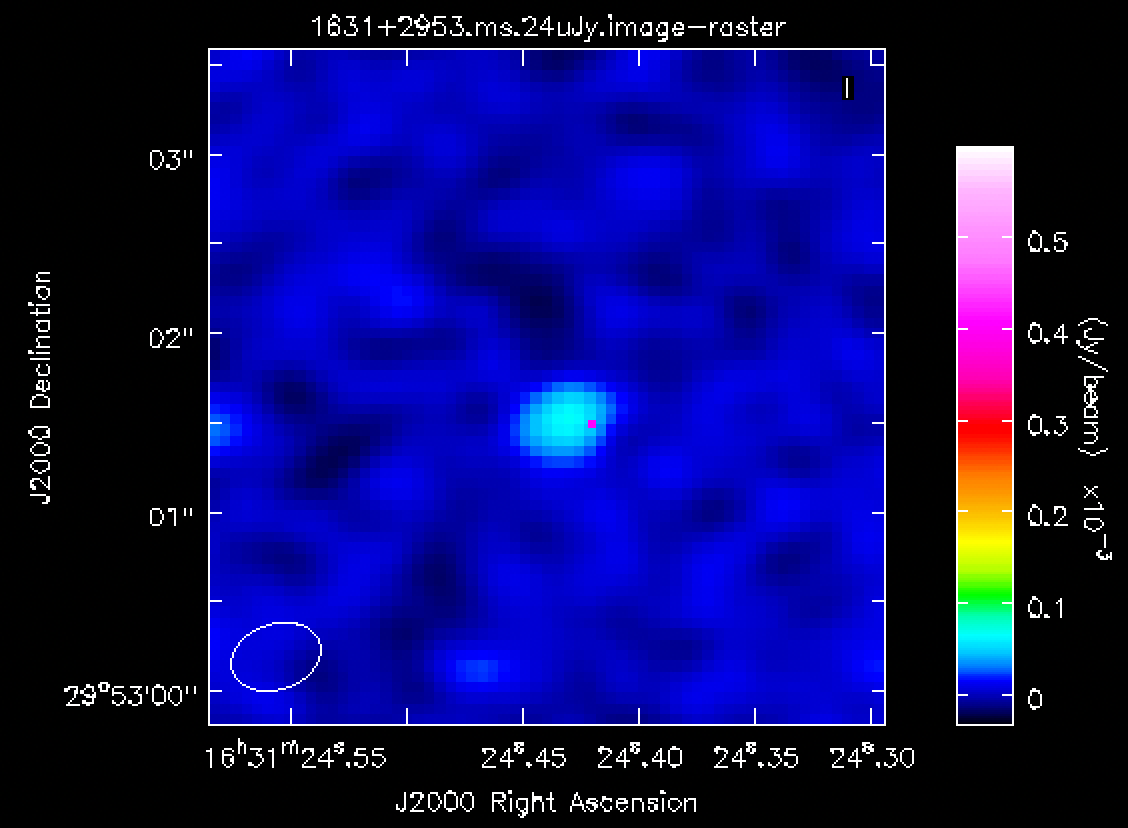 1631+2953.ms.24uJy.image-raster
I
03"
02"
01"
29°53'00"
J2000 Declination
16ʰ31ᵐ24ˢ.55
24ˢ.45
24ˢ.40
24ˢ.35
24ˢ.30
J2000 Right Ascension
0.5
0.4
0.3
0.2
0.1
0
(Jy/beam) x10⁻³